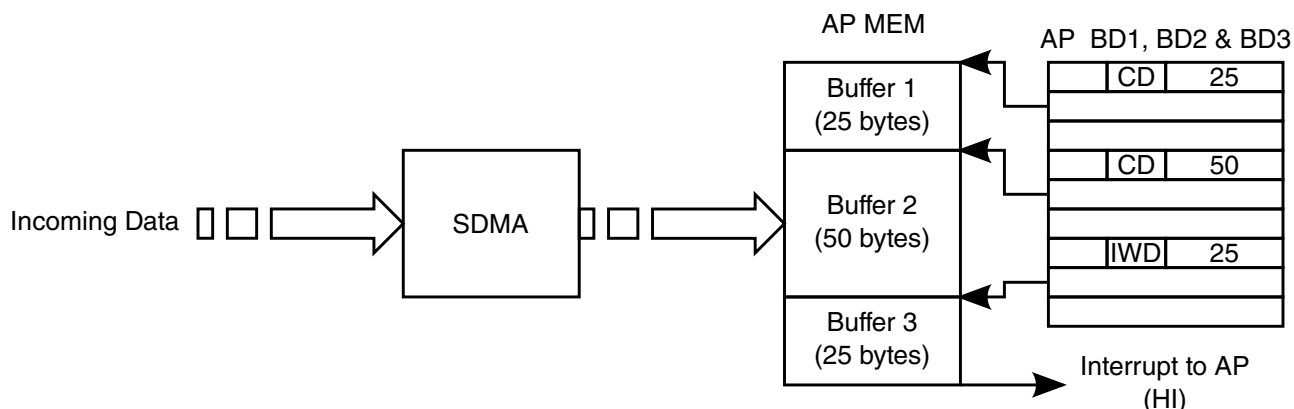 AP MEM
AP BD1, BD2 & BD3
Buffer 1
(25 bytes)
CD 25
Incoming Data
SDMA
Buffer 2
(50 bytes)
CD 50
IWD 25
Buffer 3
(25 bytes)
Interrupt to AP
(HI)